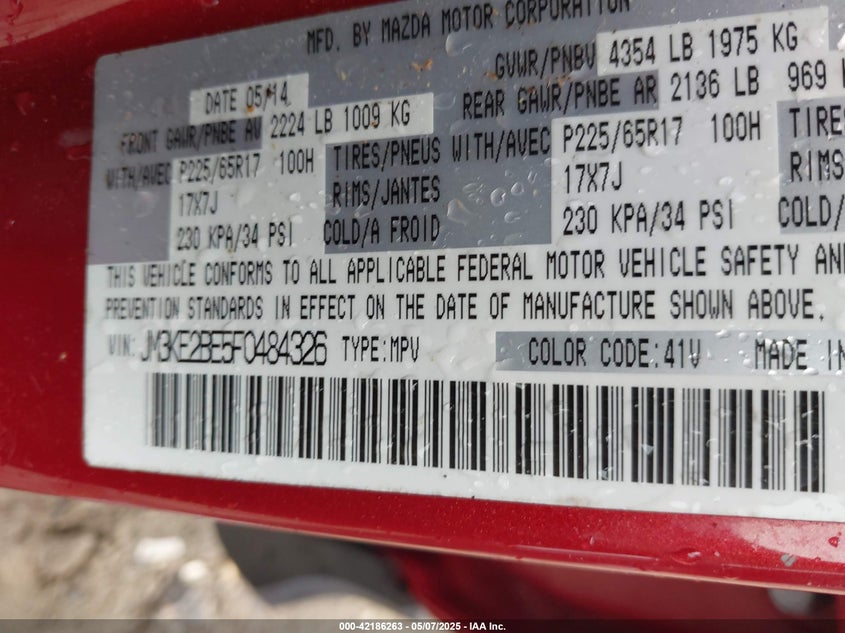 MFD. BY MAZDA MOTOR CORPORATION
DATE 05/14 GVWR/PNBV 4354 LB 1975 KG
FRONT GAWR/PNBE AV 2224 LB 1009 KG REAR GAWR/PNBE AR 2136 LB 969
WITH/AVEC P225/65R17 100H TIRES/PNEUS WITH/AVEC P225/65R17 100H TIRE
17X7J RIMS/JANTES 17X7J RIMS
230 KPA/34 PSI COLD/A FROID 230 KPA/34 PSI COLD/
THIS VEHICLE CONFORMS TO ALL APPLICABLE FEDERAL MOTOR VEHICLE SAFETY AN
PREVENTION STANDARDS IN EFFECT ON THE DATE OF MANUFACTURE SHOWN ABOVE.
VIN: JM3KE2BE5F0484326 TYPE:MPV COLOR CODE:41V MADE IN
000-42186263 - 05/07/2025 - IAA Inc.